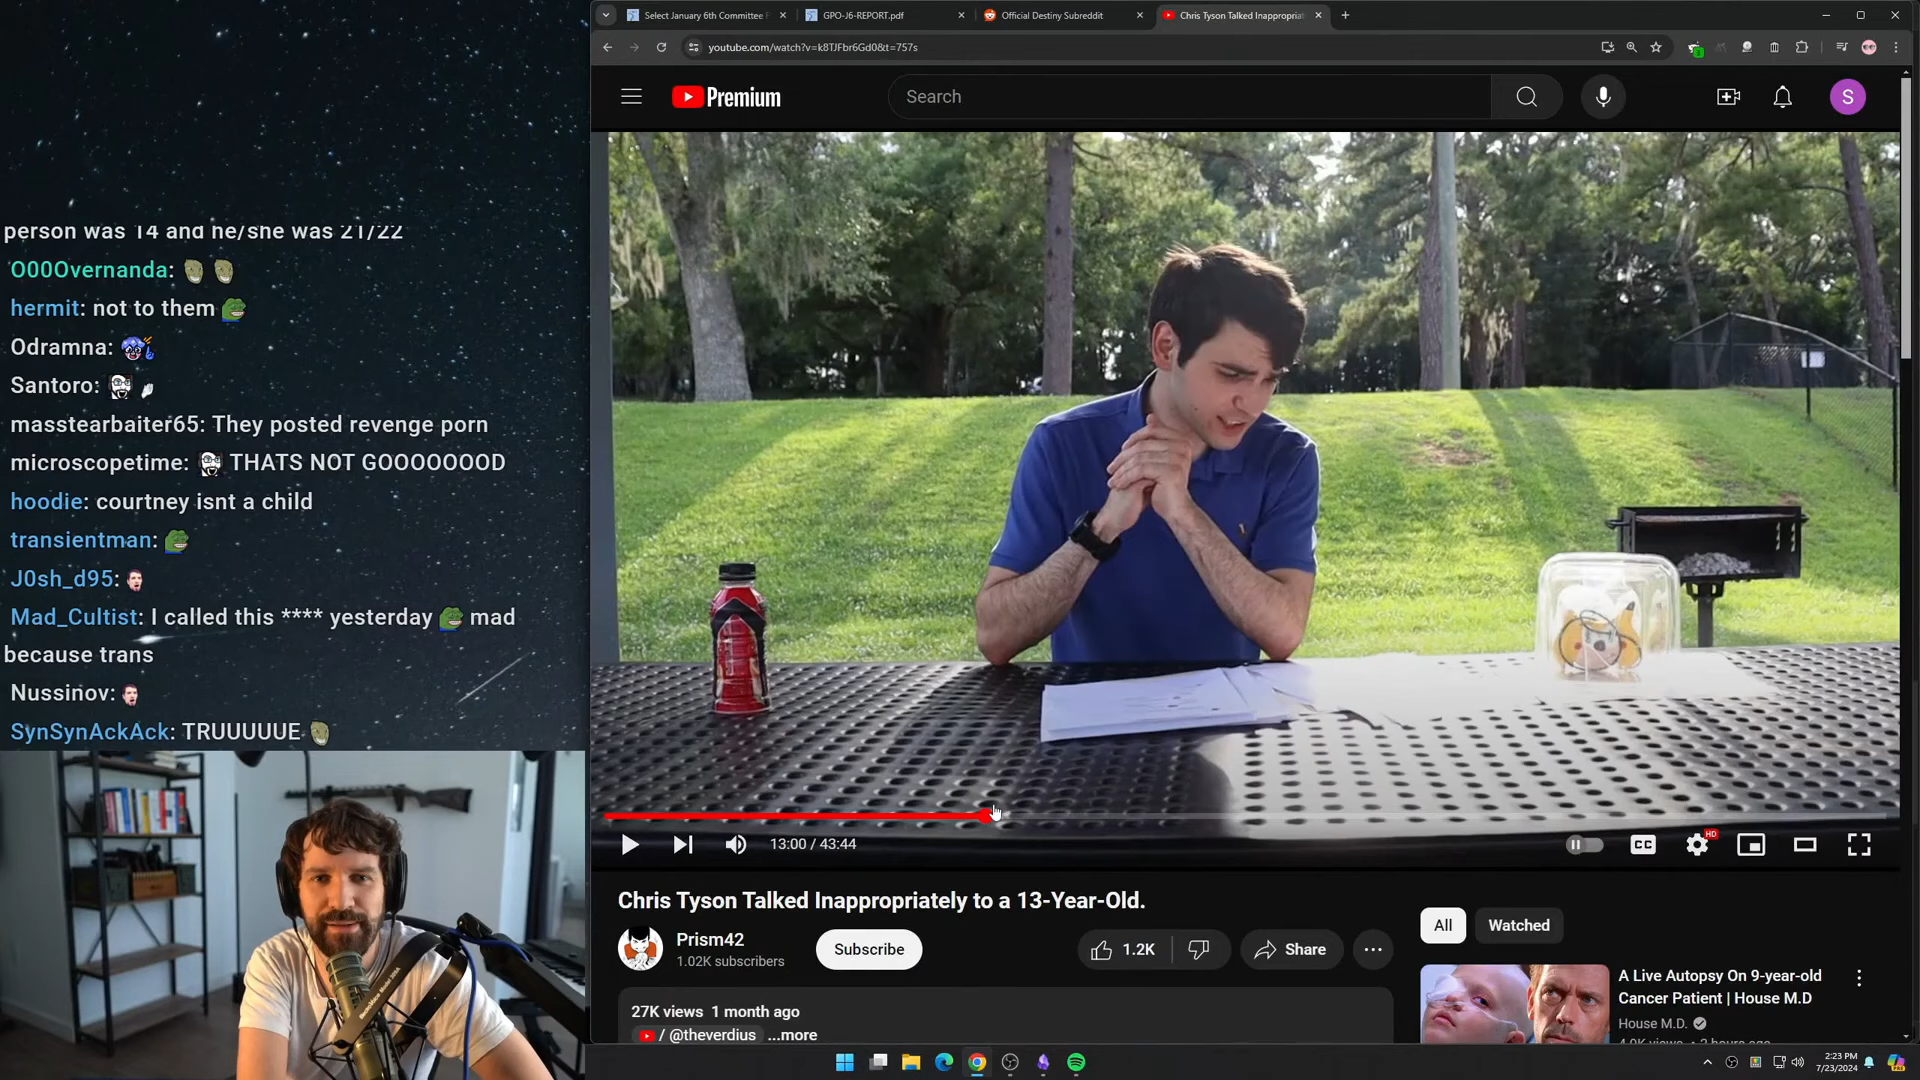 Select January 6th Committee
GPO-J6-REPORT.pdf
Official Destiny Subreddit
Chris Tyson Talked Inappropriat
youtube.com/watch?v=k8TJFbr6Gd0&t=757s
Premium
Search
S
person was 14 and he/she was 21/22
O00Overnanda:
hermit: not to them
Odramna:
Santoro:
masstearbaiter65: They posted revenge porn
microscopetime: THATS NOT GOOOOOOOD
hoodie: courtney isnt a child
transientman:
J0sh_d95:
Mad_Cultist: I called this **** yesterday mad
because trans
Nussinov:
SynSynAckAck: TRUUUUUE
13:00 / 43:44
CC
HD
Chris Tyson Talked Inappropriately to a 13-Year-Old.
Prism42
1.02K subscribers
Subscribe
1.2K
Share
27K views 1 month ago
/ @theverdius ...more
All
Watched
A Live Autopsy On 9-year-old
Cancer Patient | House M.D
House M.D.
2:23 PM
7/23/2024